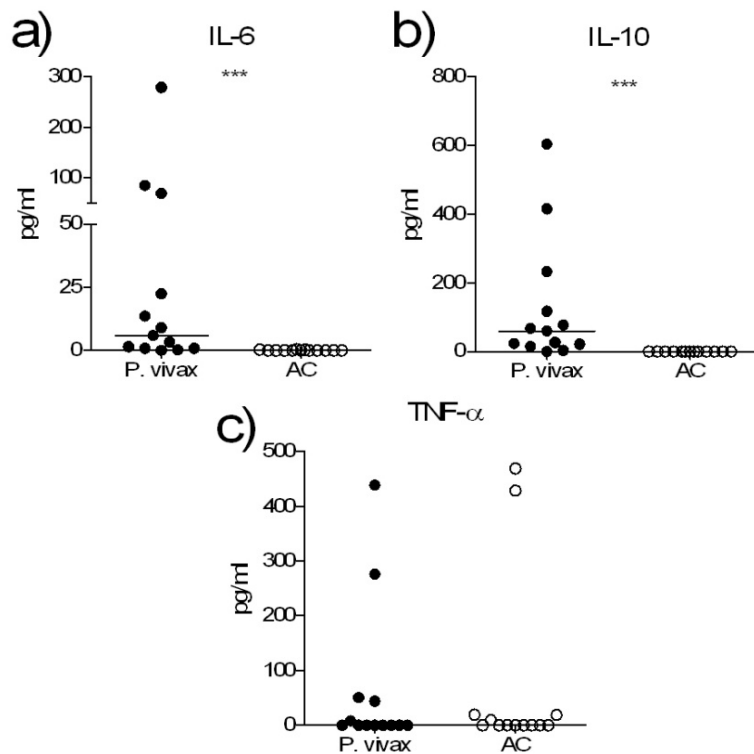 a)
IL-6
***
300
200
100
50
25
0
pg/ml
P. vivax
AC
b)
IL-10
***
800
600
400
200
0
pg/ml
P. vivax
AC
c)
TNF-α
500
400
300
200
100
0
pg/ml
P. vivax
AC